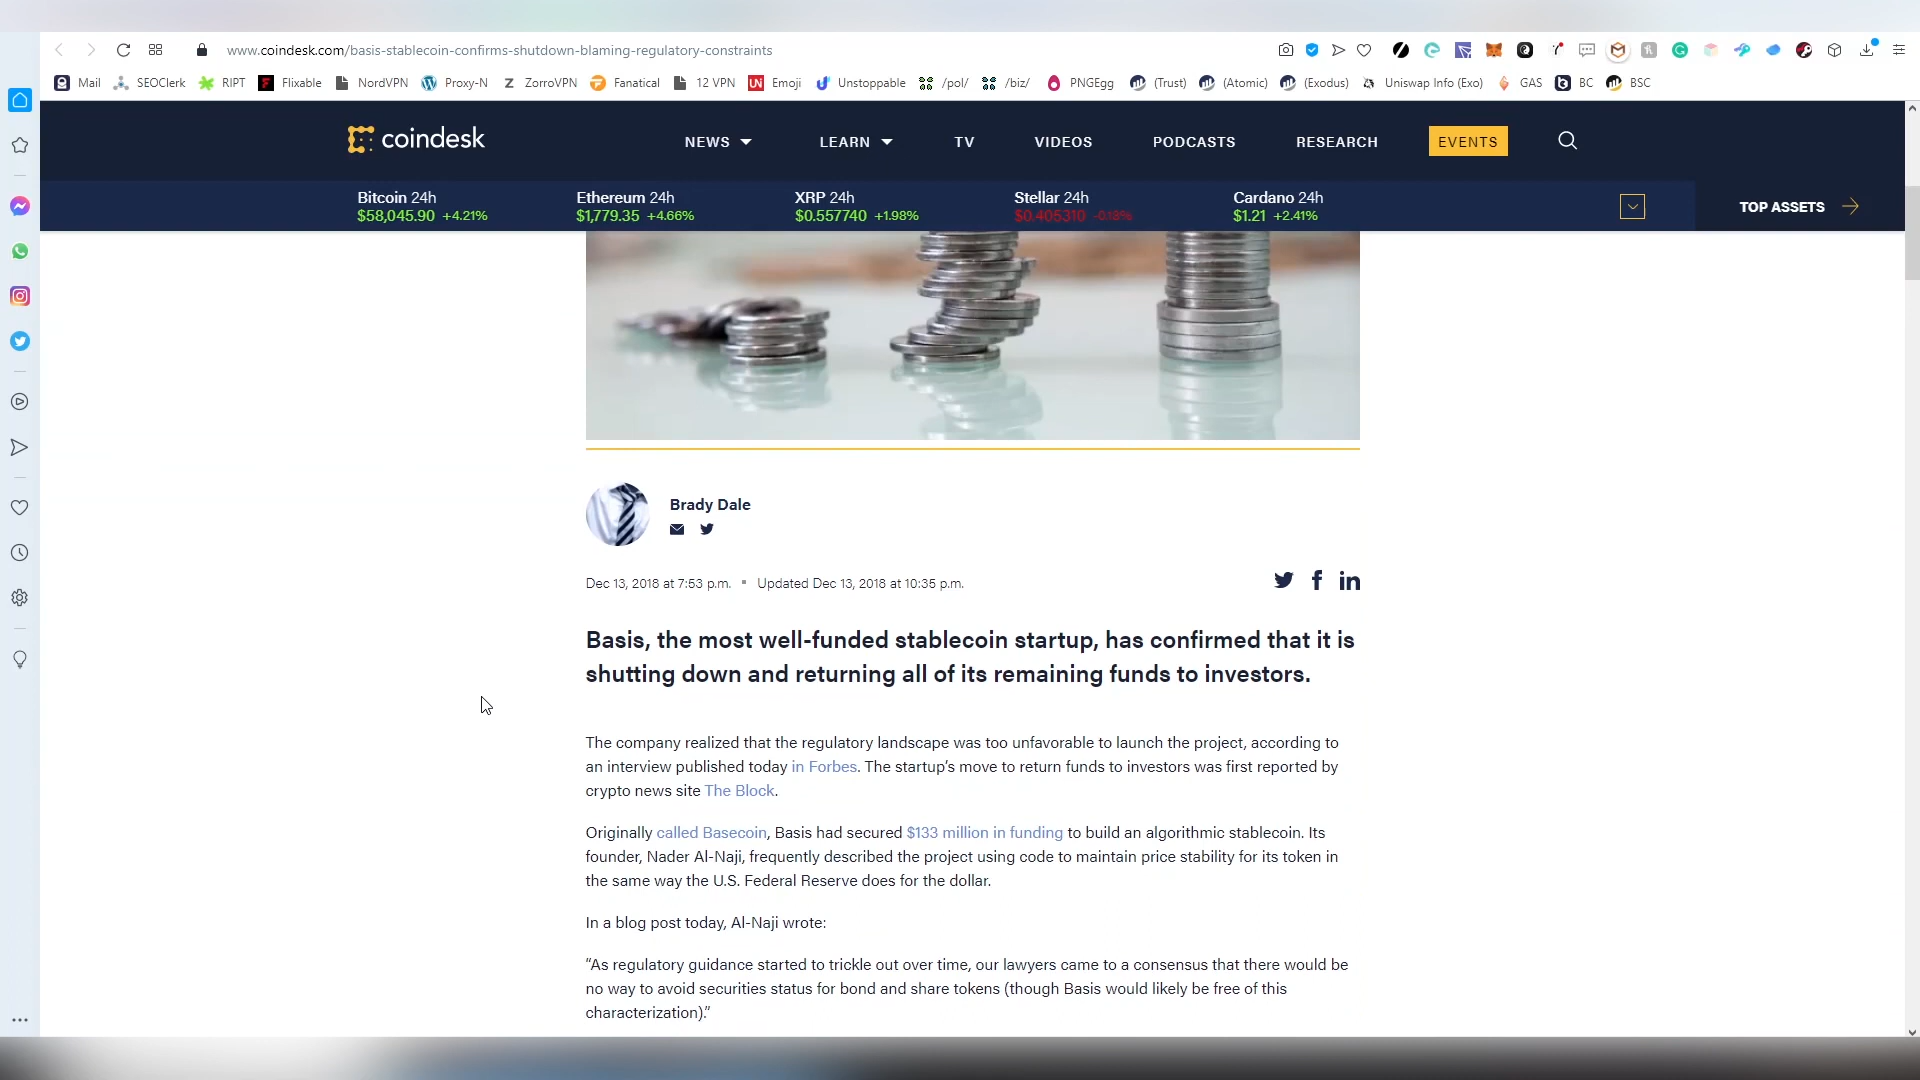 www.coindesk.com/basis-stablecoin-confirms-shutdown-blaming-regulatory-constraints
Mail SEOClerk RIPT Flixable NordVPN Proxy-N ZorroVPN Fanatical 12 VPN Emoji Unstoppable /pol/ /biz/ PNGEgg (Trust) (Atomic) (Exodus) Uniswap Info (Exo) GAS BC BSC
coindesk NEWS LEARN TV VIDEOS PODCASTS RESEARCH EVENTS
Bitcoin 24h Ethereum 24h XRP 24h Stellar 24h Cardano 24h
$58,045.90 +4.21% $1,779.35 +4.66% $0.557740 +1.98% $0.405310 -0.18% $1.21 +2.41%
TOP ASSETS
Brady Dale
Dec 13, 2018 at 7:53 p.m. Updated Dec 13, 2018 at 10:35 p.m.
Basis, the most well-funded stablecoin startup, has confirmed that it is
shutting down and returning all of its remaining funds to investors.
The company realized that the regulatory landscape was too unfavorable to launch the project, according to
an interview published today in Forbes. The startup's move to return funds to investors was first reported by
crypto news site The Block.
Originally called Basecoin, Basis had secured $133 million in funding to build an algorithmic stablecoin. Its
founder, Nader Al-Naji, frequently described the project using code to maintain price stability for its token in
the same way the U.S. Federal Reserve does for the dollar.
In a blog post today, Al-Naji wrote:
“As regulatory guidance started to trickle out over time, our lawyers came to a consensus that there would be
no way to avoid securities status for bond and share tokens (though Basis would likely be free of this
characterization).”